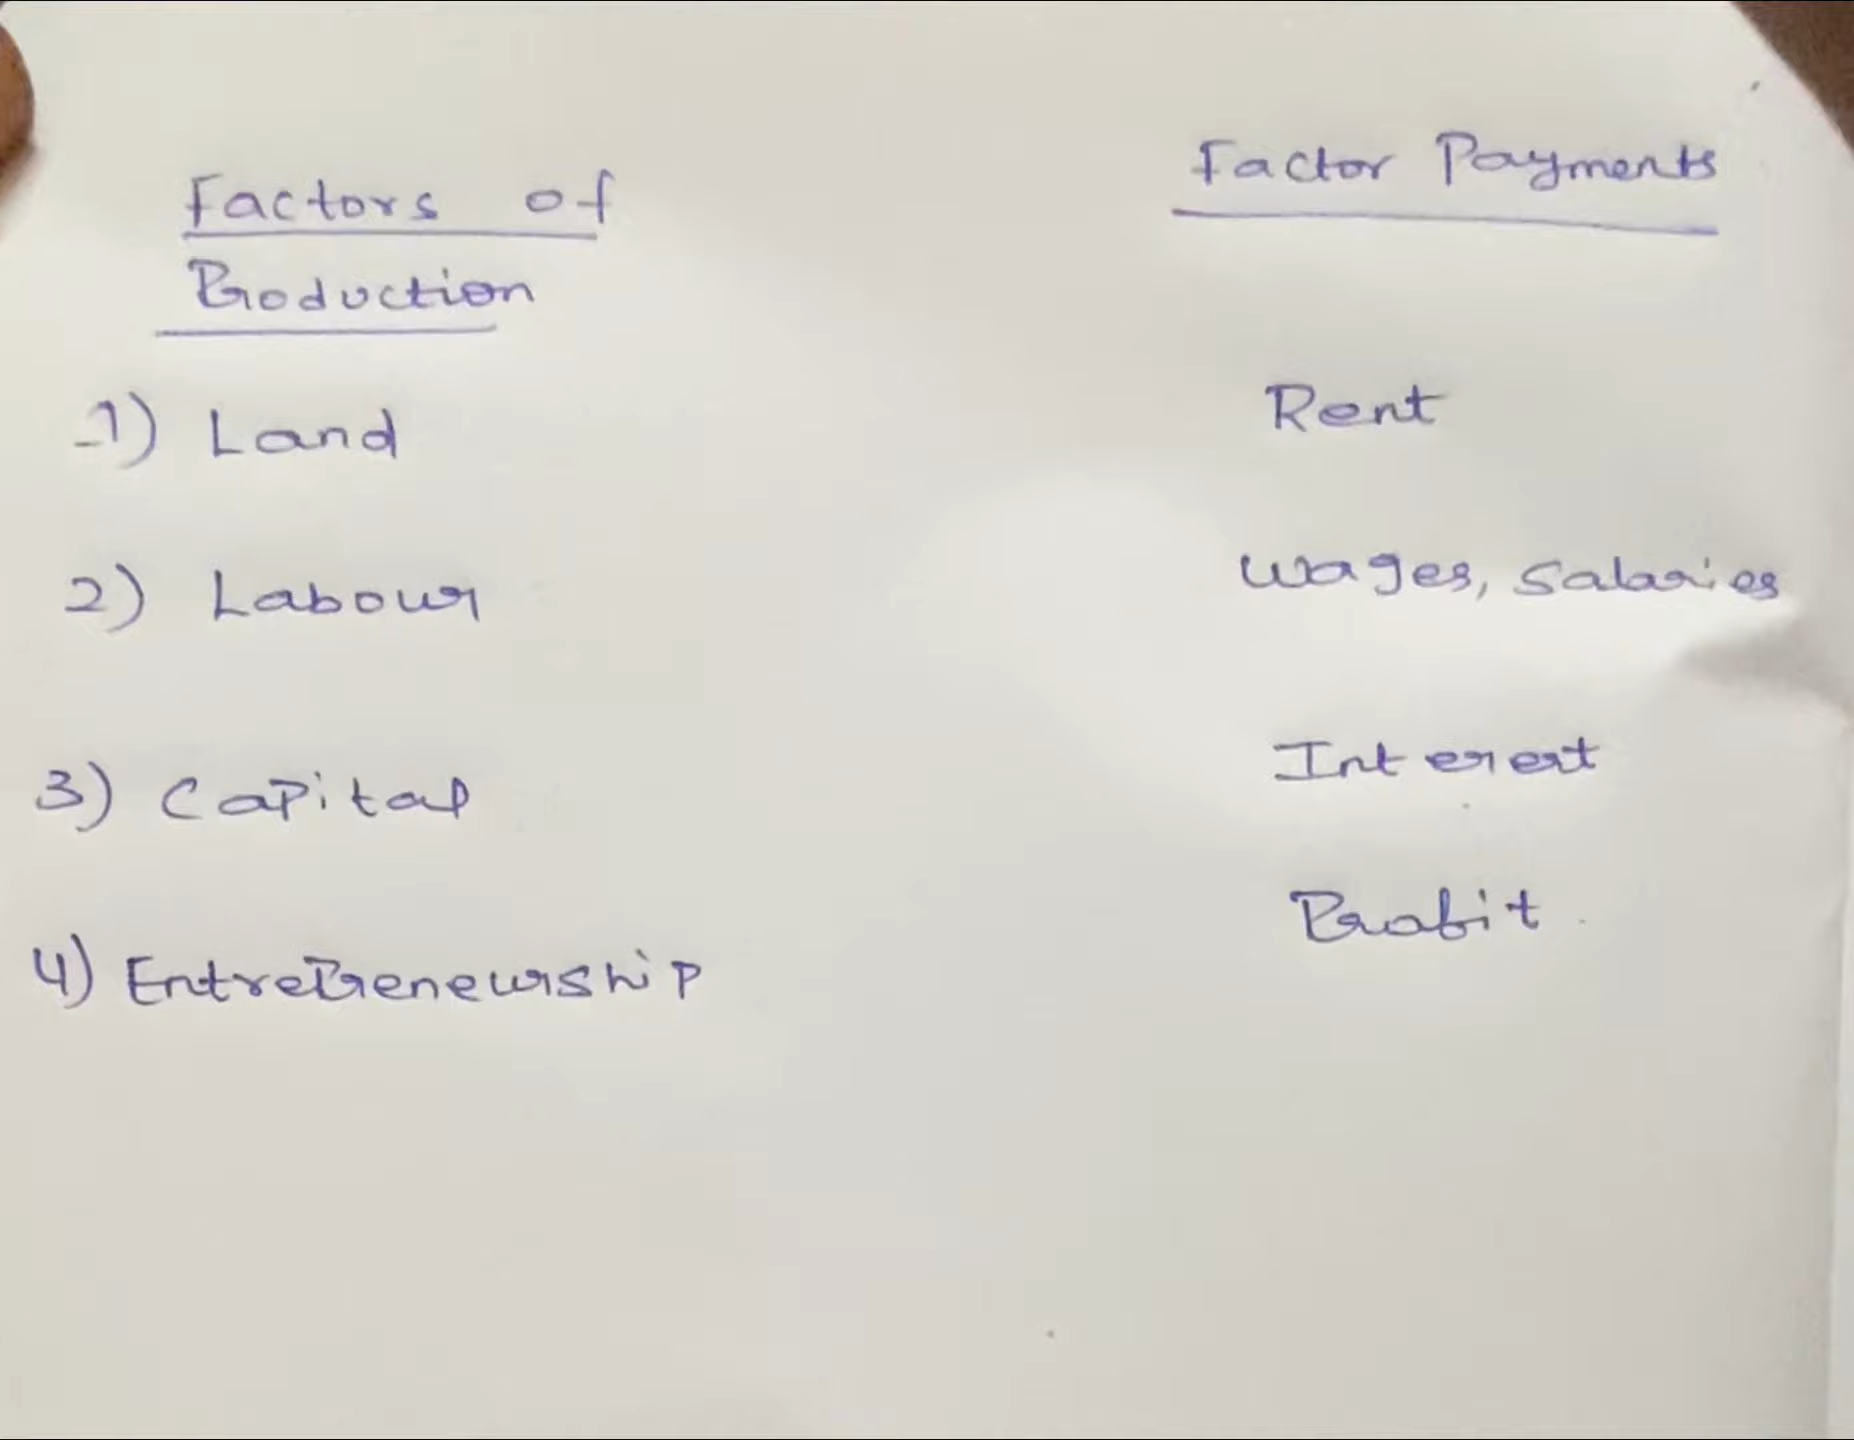 Factors of
Production
Factor Payments
1) Land
Rent
2) Labour
Wages, Salaries
3) Capital
Interest
4) Entrepreneurship
Profit